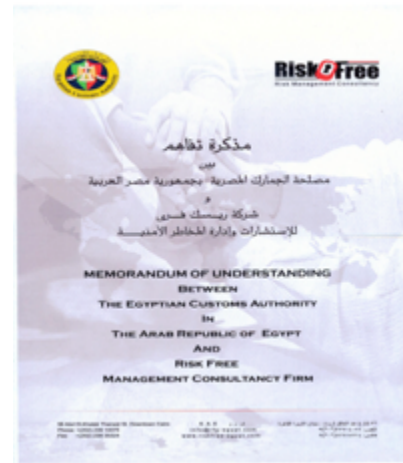 Risk Free
Risk Management Consultancy
مذكرة تفاهم
بين
مصلحة الجمارك المصرية بجمهورية مصر العربية
و
شركة ريسك فرى
للإستشارات وإدارة المخاطر الأمنيـــة
MEMORANDUM OF UNDERSTANDING
BETWEEN
THE EGYPTIAN CUSTOMS AUTHORITY
IN
THE ARAB REPUBLIC OF EGYPT
AND
RISK FREE
MANAGEMENT CONSULTANCY FIRM